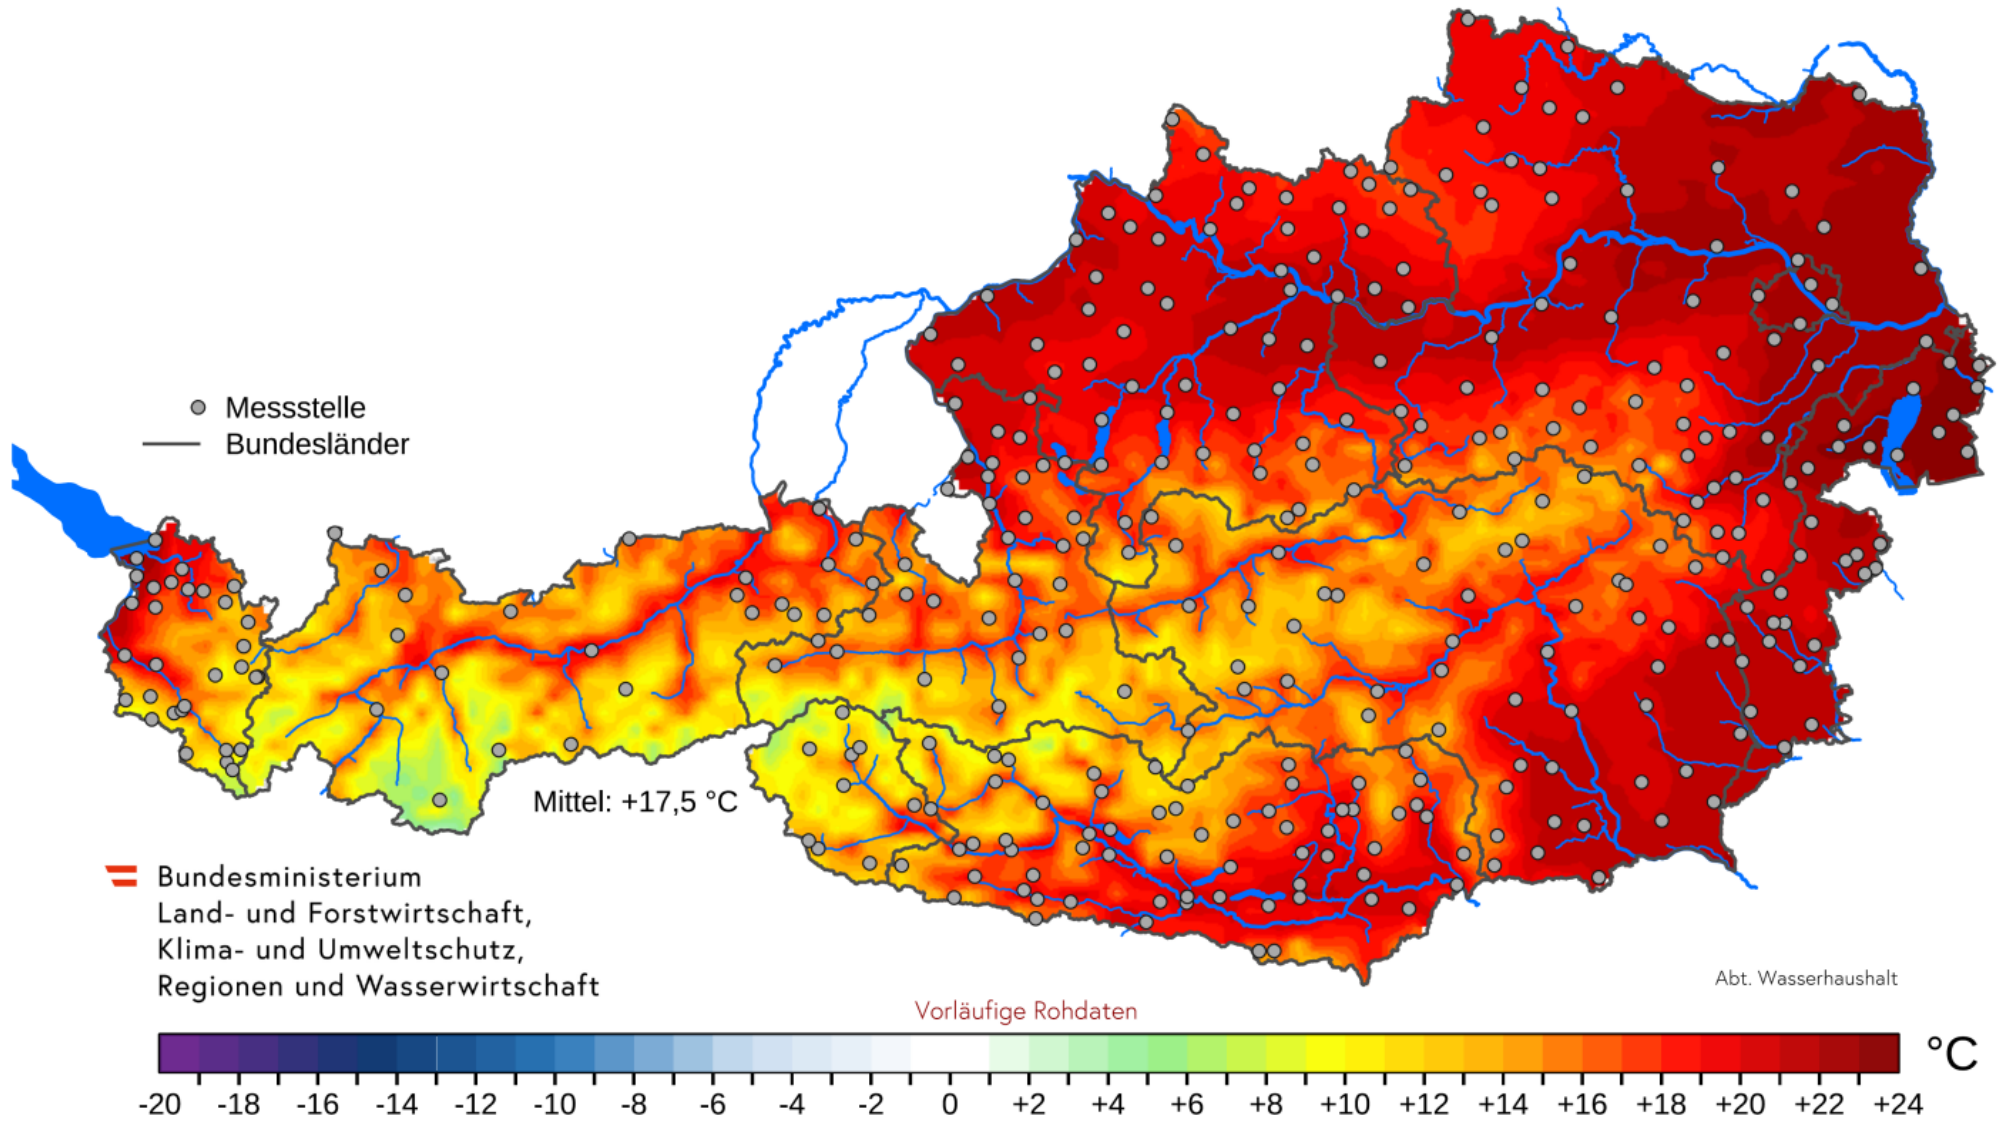 Messstelle
Bundesländer
Mittel: +17,5 °C
Bundesministerium
Land- und Forstwirtschaft,
Klima- und Umweltschutz,
Regionen und Wasserwirtschaft
Abt. Wasserhaushalt
Vorläufige Rohdaten
°C
-20 -18 -16 -14 -12 -10 -8 -6 -4 -2 0 +2 +4 +6 +8 +10 +12 +14 +16 +18 +20 +22 +24